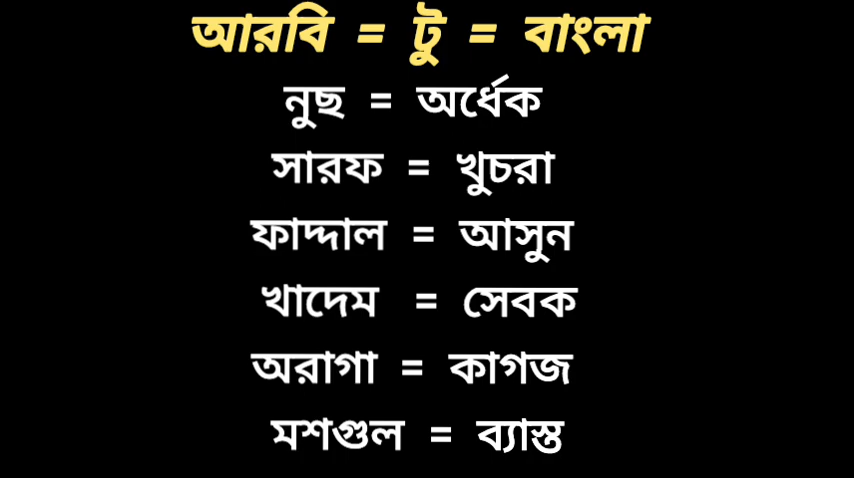 আরবি = টু = বাংলা
নুছ = অর্ধেক
সারফ = খুচরা
ফাদ্দাল = আসুন
খাদেম = সেবক
অরাগা = কাগজ
মশগুল = ব্যাস্ত